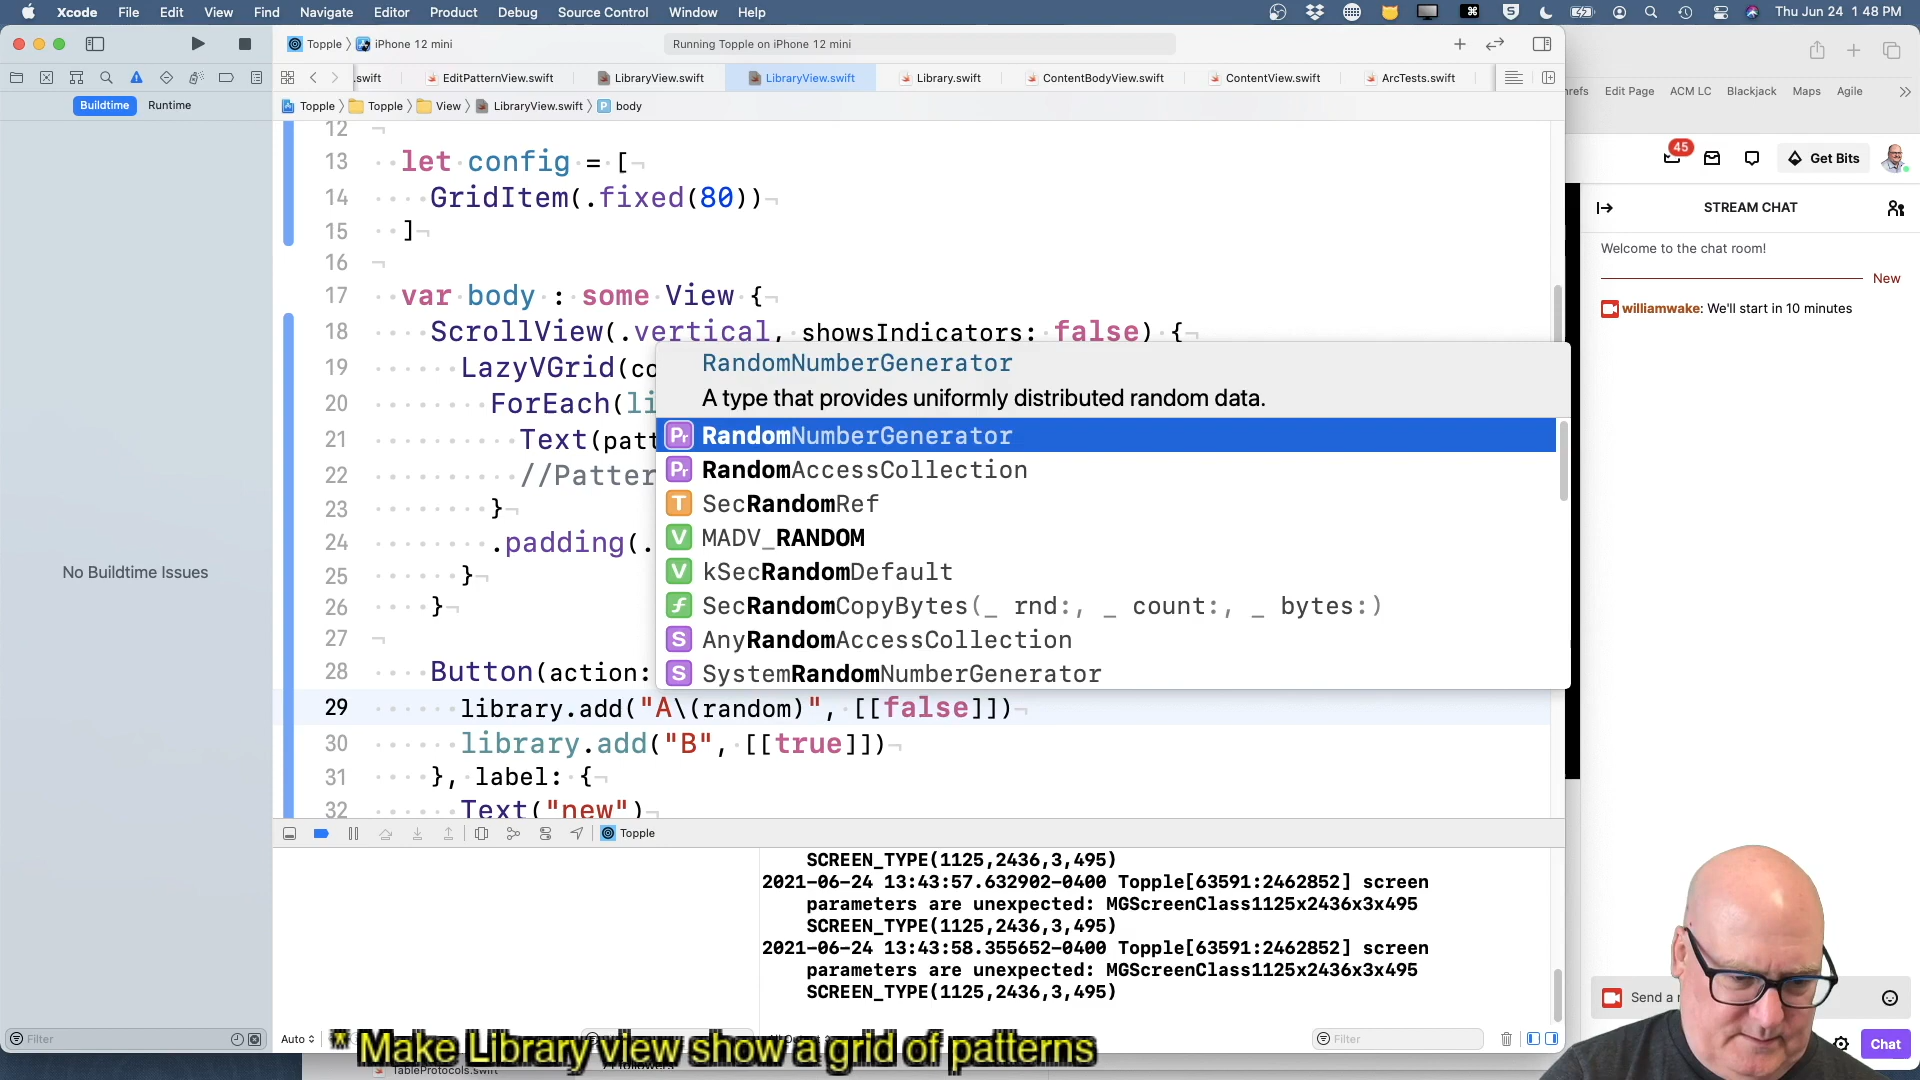 Xcode File Edit View Find Navigate Editor Product Debug Source Control Window Help
Thu Jun 24 1:48 PM
Topple iPhone 12 mini
Running Topple on iPhone 12 mini
.swift EditPatternView.swift LibraryView.swift LibraryView.swift Library.swift ContentBodyView.swift ContentView.swift ArcTests.swift
Edit Page ACM LC Blackjack Maps Agile
Buildtime Runtime
Topple Topple View LibraryView.swift P body
No Buildtime Issues
12
13 let config = [
14 GridItem(.fixed(80))
15 ]
16
17 var body : some View {
18 ScrollView(.vertical, showsIndicators: false) {
19 LazyVGrid(co
20 ForEach(li
21 Text(patt
22 //Patter
23 }
24 .padding(.
25 }
26 }
27
28 Button(action:
29 library.add("A\(random)", [[false]])
30 library.add("B", [[true]])
31 }, label: {
32 Text("new")
RandomNumberGenerator
A type that provides uniformly distributed random data.
Pr RandomNumberGenerator
Pr RandomAccessCollection
T SecRandomRef
V MADV_RANDOM
V kSecRandomDefault
f SecRandomCopyBytes(_ rnd:, _ count:, _ bytes:)
S AnyRandomAccessCollection
S SystemRandomNumberGenerator
Topple
SCREEN_TYPE(1125,2436,3,495)
2021-06-24 13:43:57.632902-0400 Topple[63591:2462852] screen
parameters are unexpected: MGScreenClass1125x2436x3x495
SCREEN_TYPE(1125,2436,3,495)
2021-06-24 13:43:58.355652-0400 Topple[63591:2462852] screen
parameters are unexpected: MGScreenClass1125x2436x3x495
SCREEN_TYPE(1125,2436,3,495)
Filter
Auto
Filter
* Make Library view show a grid of patterns
TableProtocols.swift
45
Get Bits
STREAM CHAT
Welcome to the chat room!
New
williamwake: We'll start in 10 minutes
Send a
Chat